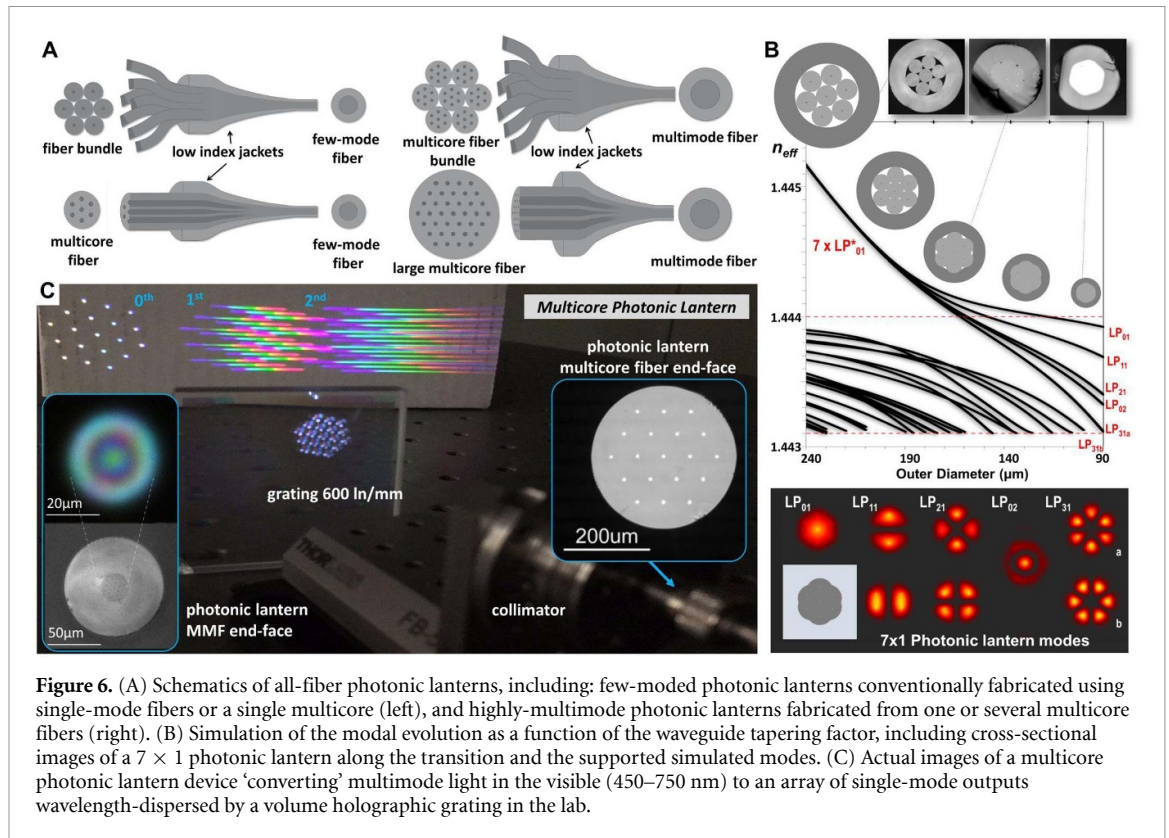 A
fiber bundle
low index jackets
few-mode
fiber
multicore fiber
bundle
low index jackets
multimode fiber
multicore
fiber
few-mode
fiber
large multicore fiber
multimode fiber
B
n_eff
1.445
7 x LP*01
1.444
LP01
LP11
LP21
LP02
LP31a
LP31b
1.443
240
190
140
90
Outer Diameter (µm)
C
0th
1st
2nd
Multicore Photonic Lantern
photonic lantern
multicore fiber end-face
200um
grating 600 ln/mm
20µm
50µm
photonic lantern
MMF end-face
THOR
FB-
collimator
LP01
LP11
LP21
LP02
LP31
a
b
7x1 Photonic lantern modes
Figure 6. (A) Schematics of all-fiber photonic lanterns, including: few-moded photonic lanterns conventionally fabricated using
single-mode fibers or a single multicore (left), and highly-multimode photonic lanterns fabricated from one or several multicore
fibers (right). (B) Simulation of the modal evolution as a function of the waveguide tapering factor, including cross-sectional
images of a 7 × 1 photonic lantern along the transition and the supported simulated modes. (C) Actual images of a multicore
photonic lantern device ‘converting’ multimode light in the visible (450–750 nm) to an array of single-mode outputs
wavelength-dispersed by a volume holographic grating in the lab.